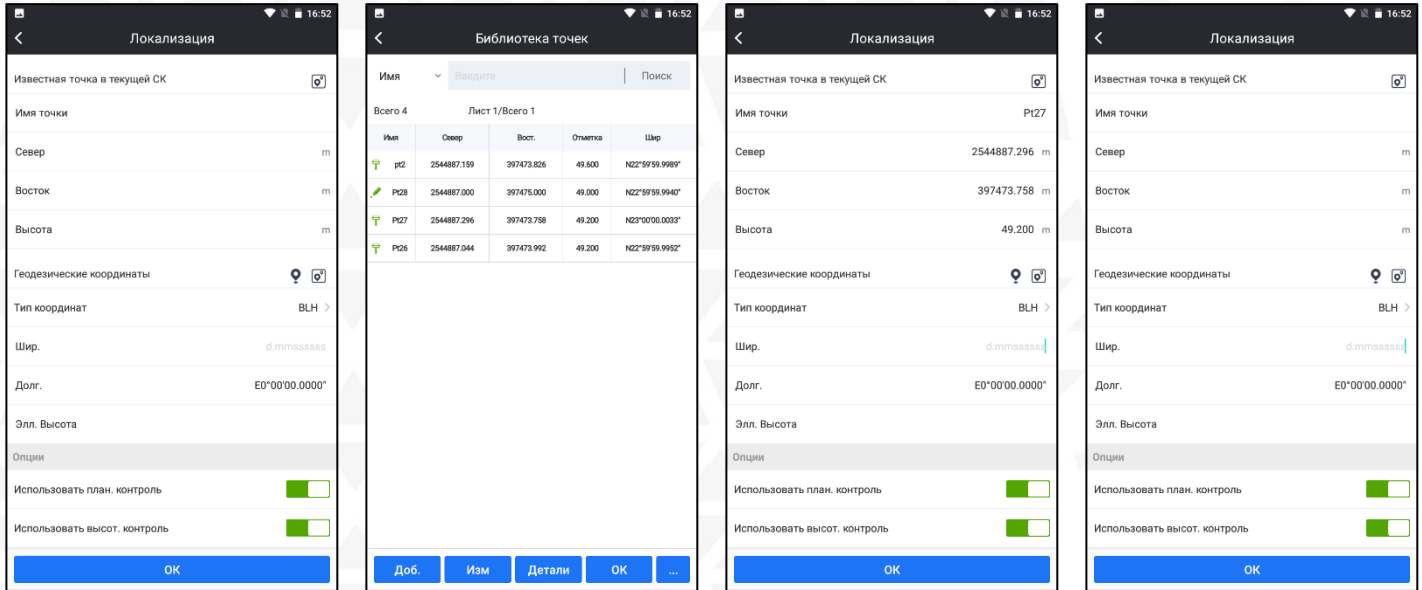 16:52
Локализация
Известная точка в текущей СК
Имя точки
Север m
Восток m
Высота m
Геодезические координаты
Тип координат BLH
Шир. d.mmssssss
Долг. E0°00'00.0000"
Элл. Высота
Опции
Использовать план. контроль
Использовать высот. контроль
ОК
16:52
Библиотека точек
Имя Введите Поиск
Всего 4 Лист 1/Всего 1
Имя Север Вост. Отметка Шир
pt2 2544887.159 397473.826 49.600 N22°59'59.9989"
Pt28 2544887.000 397475.000 49.000 N22°59'59.9940"
Pt27 2544887.296 397473.758 49.200 N23°00'00.0033"
Pt26 2544887.044 397473.992 49.200 N22°59'59.9952"
Доб. Изм Детали ОК ...
16:52
Локализация
Известная точка в текущей СК
Имя точки Pt27
Север 2544887.296 m
Восток 397473.758 m
Высота 49.200 m
Геодезические координаты
Тип координат BLH
Шир. d.mmssssss
Долг. E0°00'00.0000"
Элл. Высота
Опции
Использовать план. контроль
Использовать высот. контроль
ОК
16:52
Локализация
Известная точка в текущей СК
Имя точки
Север m
Восток m
Высота m
Геодезические координаты
Тип координат BLH
Шир. d.mmssssss
Долг. E0°00'00.0000"
Элл. Высота
Опции
Использовать план. контроль
Использовать высот. контроль
ОК